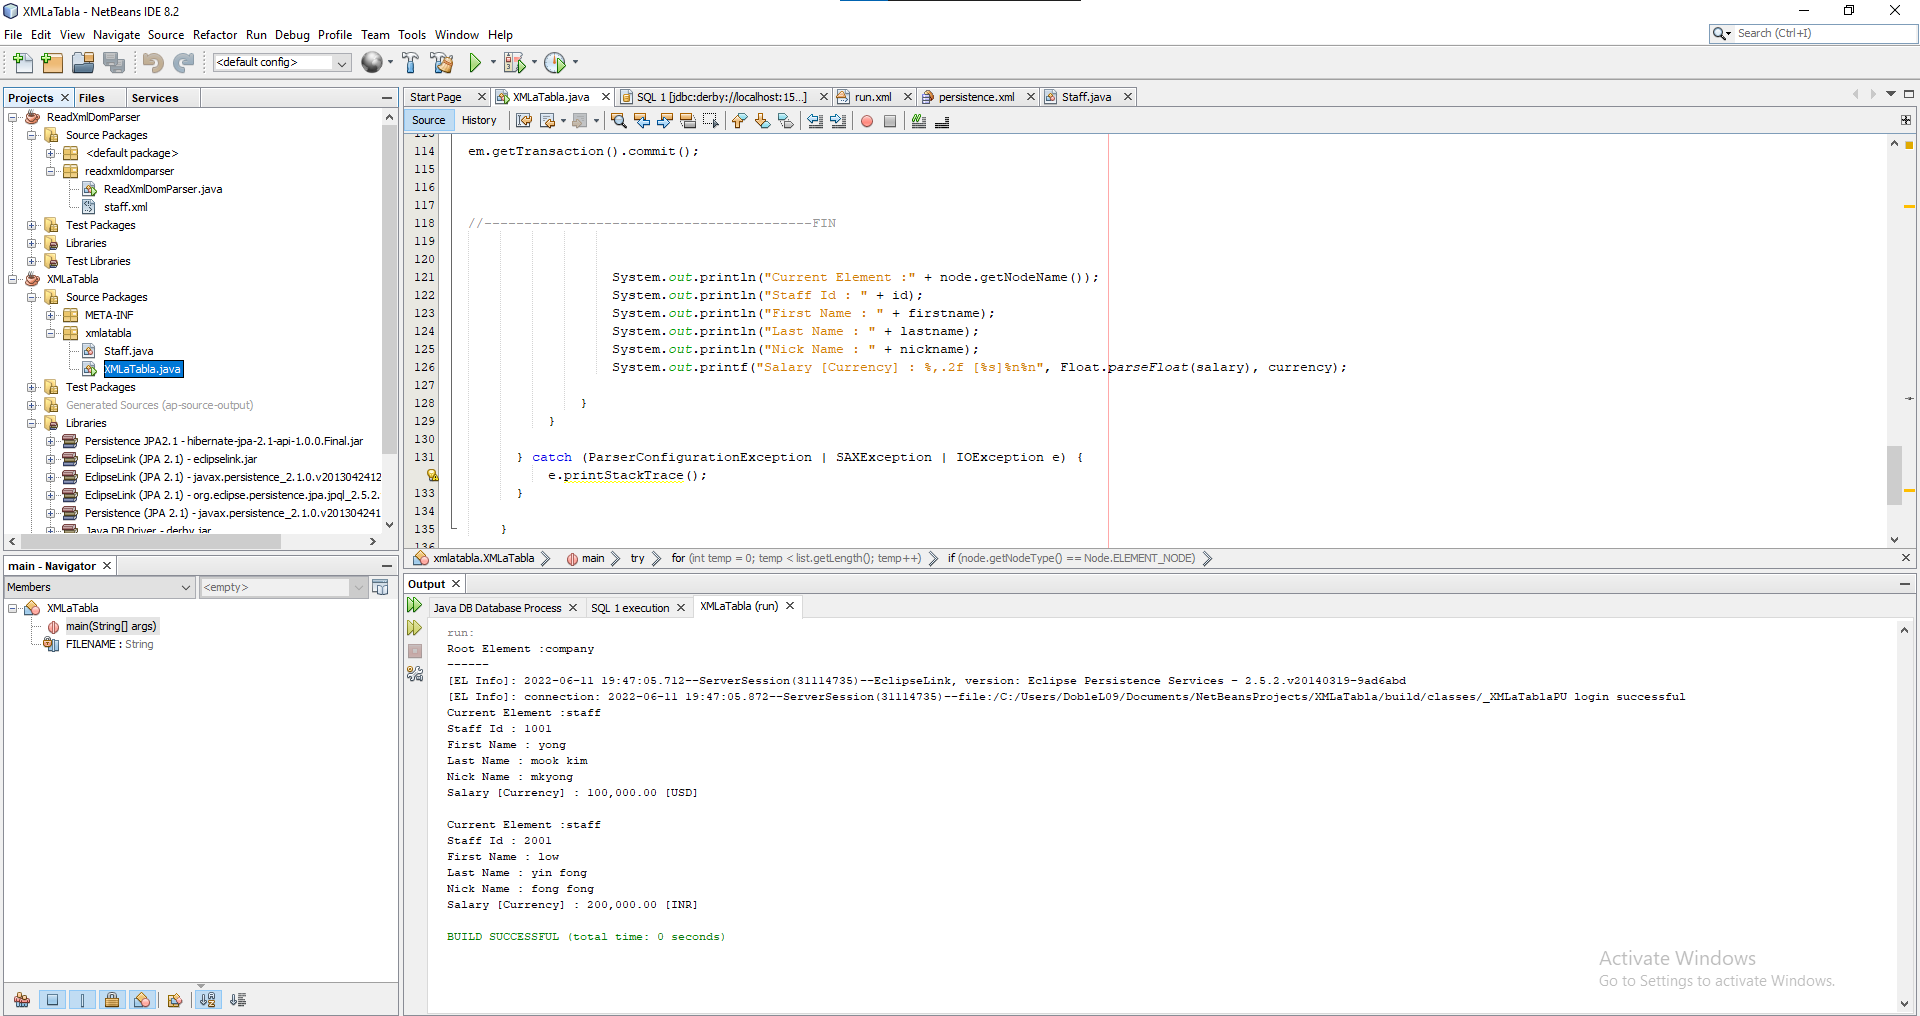 XMLaTabla - NetBeans IDE 8.2
File Edit View Navigate Source Refactor Run Debug Profile Team Tools Window Help
Search (Ctrl+I)
<default config>
Projects Files Services
ReadXmlDomParser
Source Packages
<default package>
readxmldomparser
ReadXmlDomParser.java
staff.xml
Test Packages
Libraries
Test Libraries
XMLaTabla
Source Packages
META-INF
xmlatabla
Staff.java
XMLaTabla.java
Test Packages
Generated Sources (ap-source-output)
Libraries
Persistence JPA2.1 - hibernate-jpa-2.1-api-1.0.0.Final.jar
EclipseLink (JPA 2.1) - eclipselink.jar
EclipseLink (JPA 2.1) - javax.persistence_2.1.0.v2013042412
EclipseLink (JPA 2.1) - org.eclipse.persistence.jpa.jpql_2.5.2.
Persistence (JPA 2.1) - javax.persistence_2.1.0.v201304241
Java DB Driver - derby.jar
main - Navigator
Members <empty>
XMLaTabla
main(String[] args)
FILENAME : String
Start Page XMLaTabla.java SQL 1 [jdbc:derby://localhost:15...] run.xml persistence.xml Staff.java
Source History
113
114 em.getTransaction().commit();
115
116
117
118 //-----------------------------------------FIN
119
120
121 System.out.println("Current Element :" + node.getNodeName());
122 System.out.println("Staff Id : " + id);
123 System.out.println("First Name : " + firstname);
124 System.out.println("Last Name : " + lastname);
125 System.out.println("Nick Name : " + nickname);
126 System.out.printf("Salary [Currency] : %,.2f [%s]%n%n", Float.parseFloat(salary), currency);
127
128 }
129 }
130
131 } catch (ParserConfigurationException | SAXException | IOException e) {
e.printStackTrace();
133 }
134
135 }
136
xmlatabla.XMLaTabla main try for (int temp = 0; temp < list.getLength(); temp++) if (node.getNodeType() == Node.ELEMENT_NODE)
Output
Java DB Database Process SQL 1 execution XMLaTabla (run)
run:
Root Element :company
------
[EL Info]: 2022-06-11 19:47:05.712--ServerSession(31114735)--EclipseLink, version: Eclipse Persistence Services - 2.5.2.v20140319-9ad6abd
[EL Info]: connection: 2022-06-11 19:47:05.872--ServerSession(31114735)--file:/C:/Users/DobleL09/Documents/NetBeansProjects/XMLaTabla/build/classes/_XMLaTablaPU login successful
Current Element :staff
Staff Id : 1001
First Name : yong
Last Name : mook kim
Nick Name : mkyong
Salary [Currency] : 100,000.00 [USD]
Current Element :staff
Staff Id : 2001
First Name : low
Last Name : yin fong
Nick Name : fong fong
Salary [Currency] : 200,000.00 [INR]
BUILD SUCCESSFUL (total time: 0 seconds)
Activate Windows
Go to Settings to activate Windows.